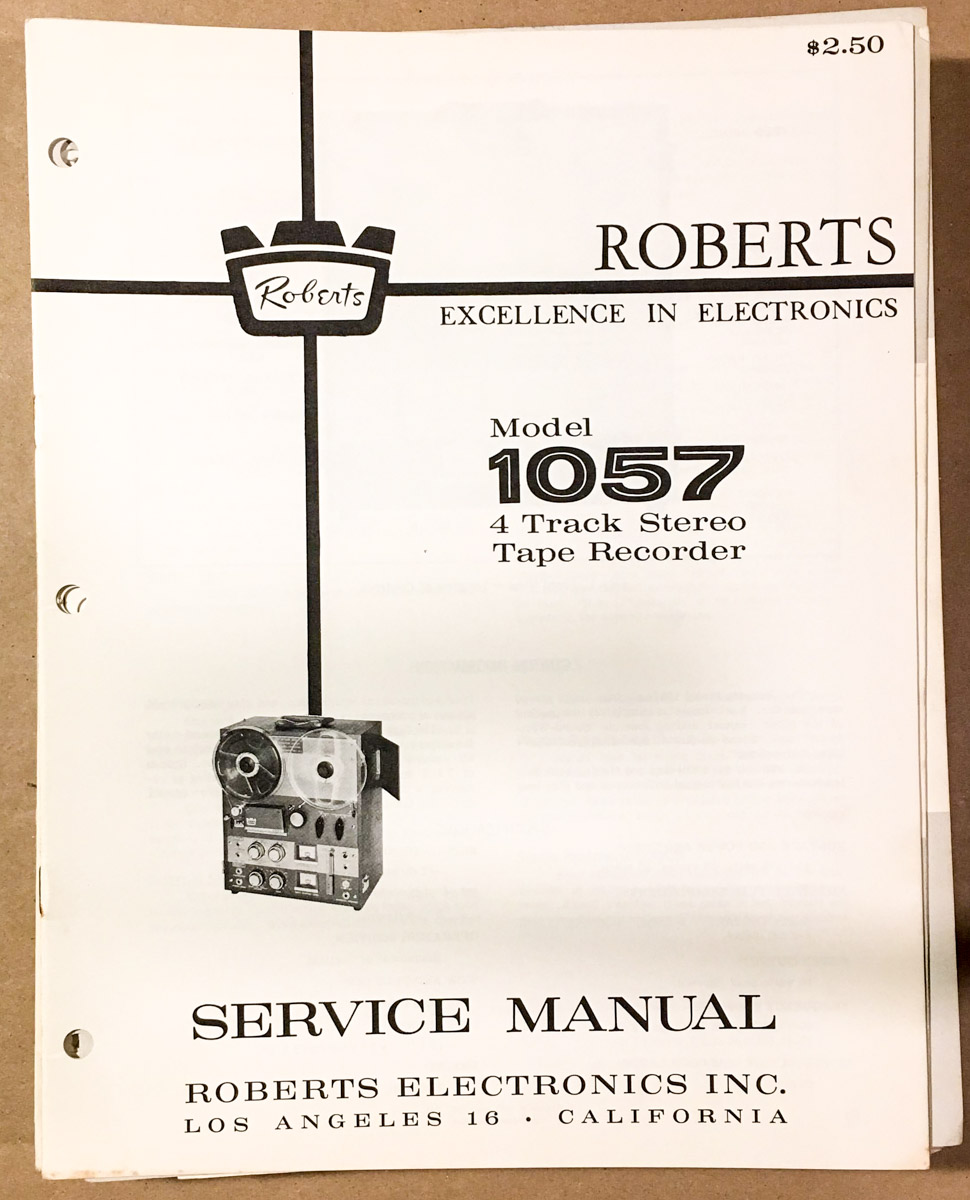 $2.50
ROBERTS
Roberts
EXCELLENCE IN ELECTRONICS
Model
1057
4 Track Stereo
Tape Recorder
SERVICE MANUAL
ROBERTS ELECTRONICS INC.
LOS ANGELES 16 · CALIFORNIA